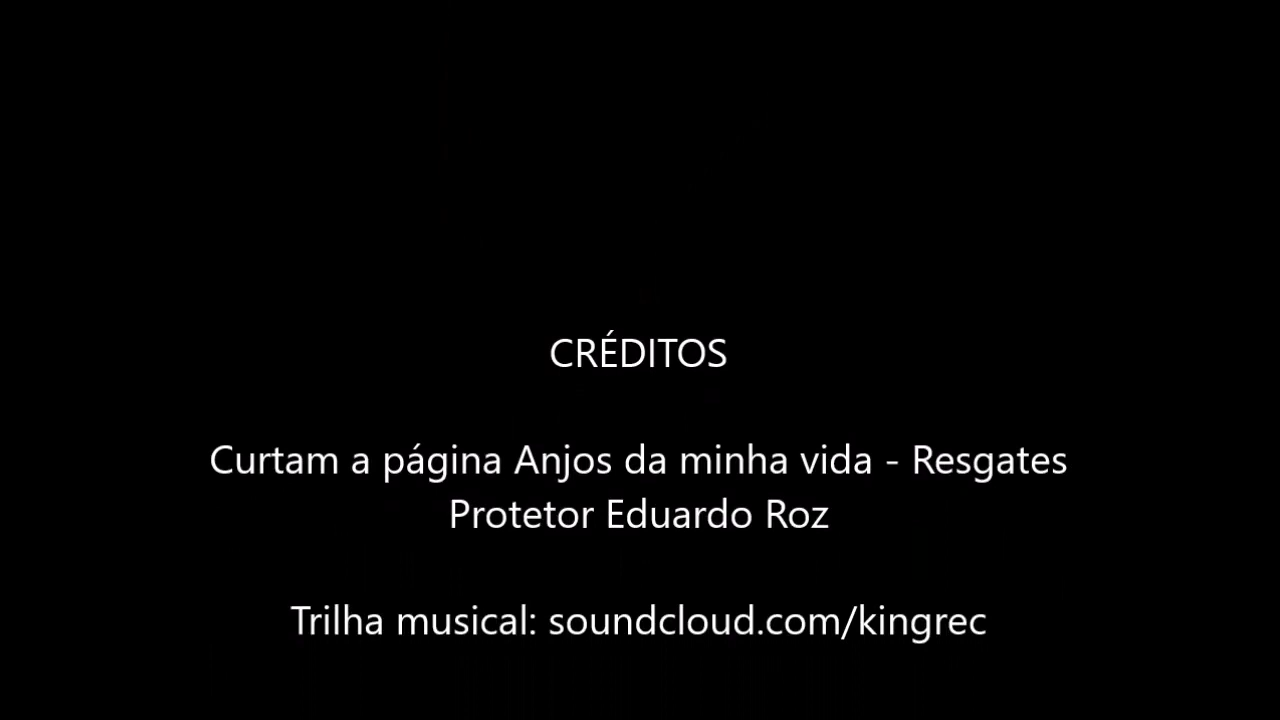 CRÉDITOS
Curtam a página Anjos da minha vida - Resgates
Protetor Eduardo Roz
Trilha musical: soundcloud.com/kingrec